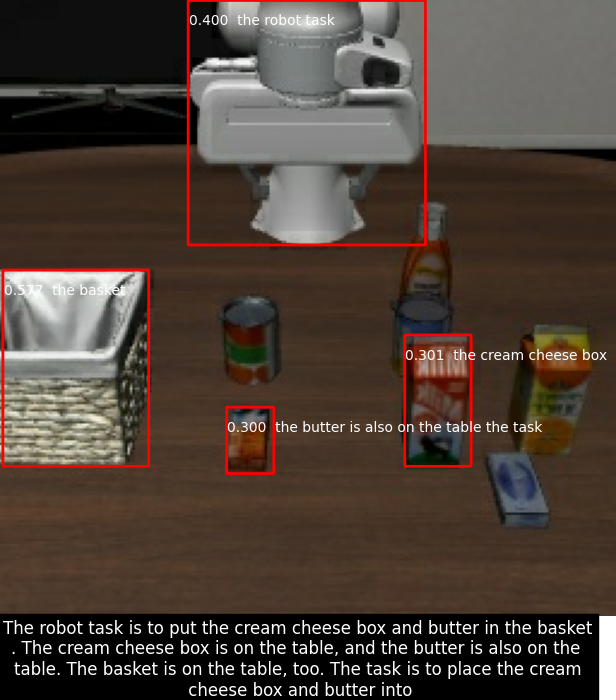 0.400 the robot task
0.577 the basket
0.301 the cream cheese box
0.300 the butter is also on the table the task
The robot task is to put the cream cheese box and butter in the basket
. The cream cheese box is on the table, and the butter is also on the
table. The basket is on the table, too. The task is to place the cream
cheese box and butter into